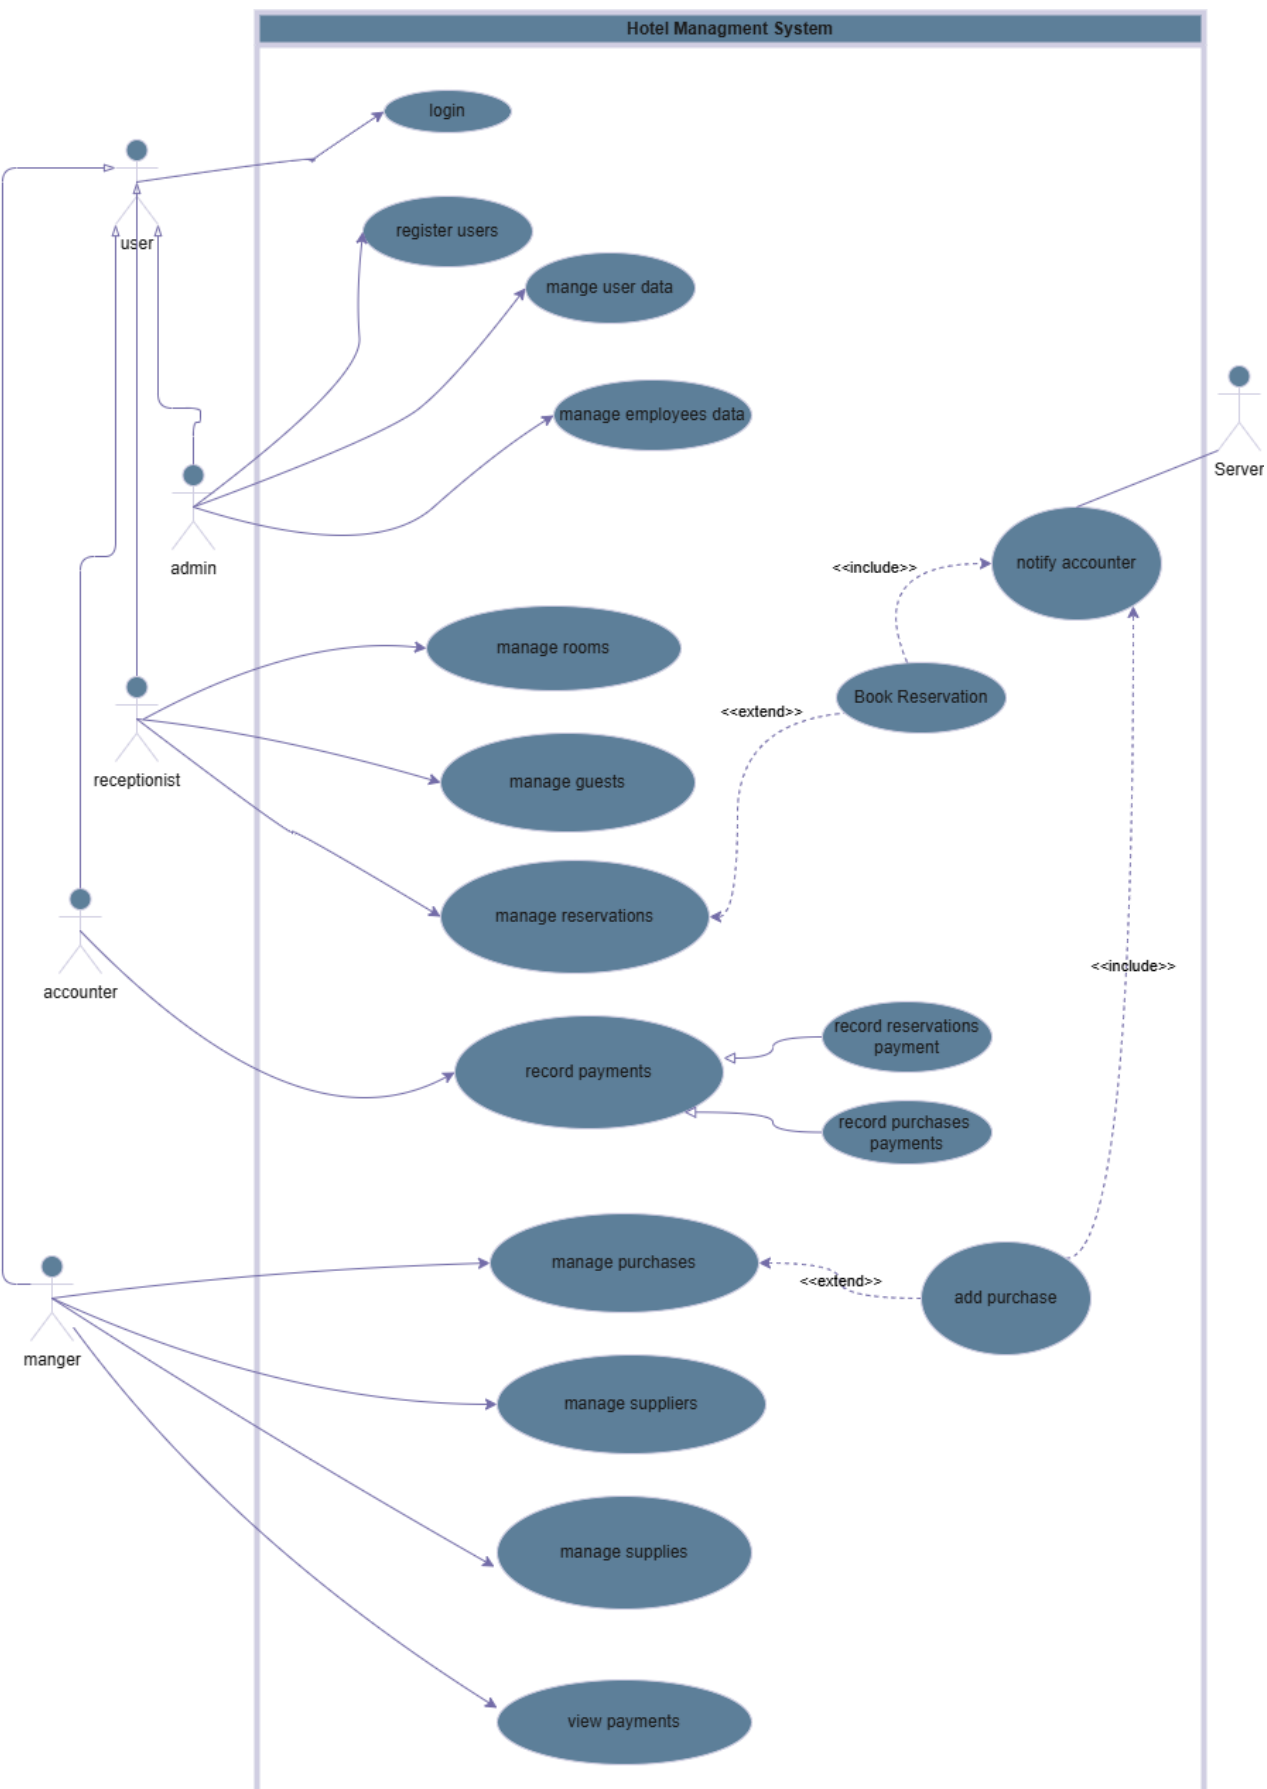 Hotel Managment System
login
user
register users
mange user data
manage employees data
Server
admin
<<include>>
notify accounter
manage rooms
Book Reservation
<<extend>>
receptionist
manage guests
manage reservations
<<include>>
accounter
record reservations
payment
record payments
record purchases
payments
manage purchases
<<extend>>
add purchase
manger
manage suppliers
manage supplies
view payments